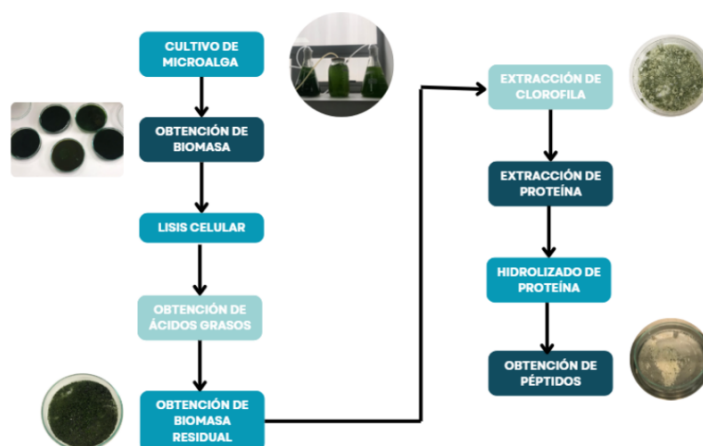 CULTIVO DE
MICROALGA
OBTENCIÓN DE
BIOMASA
LISIS CELULAR
OBTENCIÓN DE
ÁCIDOS GRASOS
OBTENCIÓN DE
BIOMASA
RESIDUAL
EXTRACCIÓN DE
CLOROFILA
EXTRACCIÓN DE
PROTEÍNA
HIDROLIZADO DE
PROTEÍNA
OBTENCIÓN DE
PÉPTIDOS